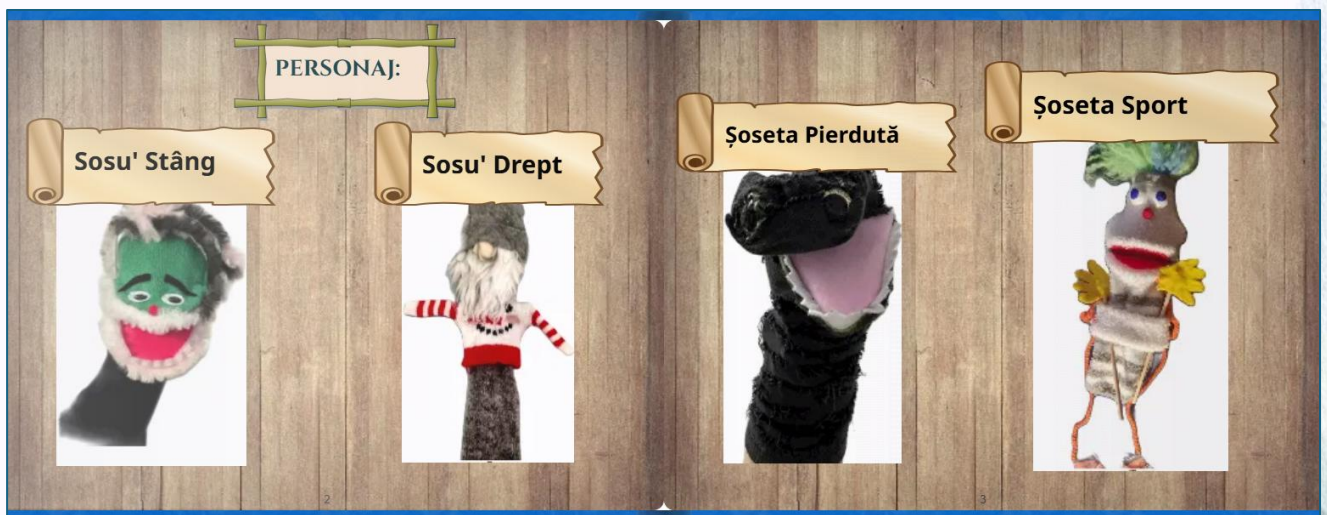 PERSONAJ:
Sosu' Stâng
Sosu' Drept
2
Șoseta Pierdută
Șoseta Sport
3